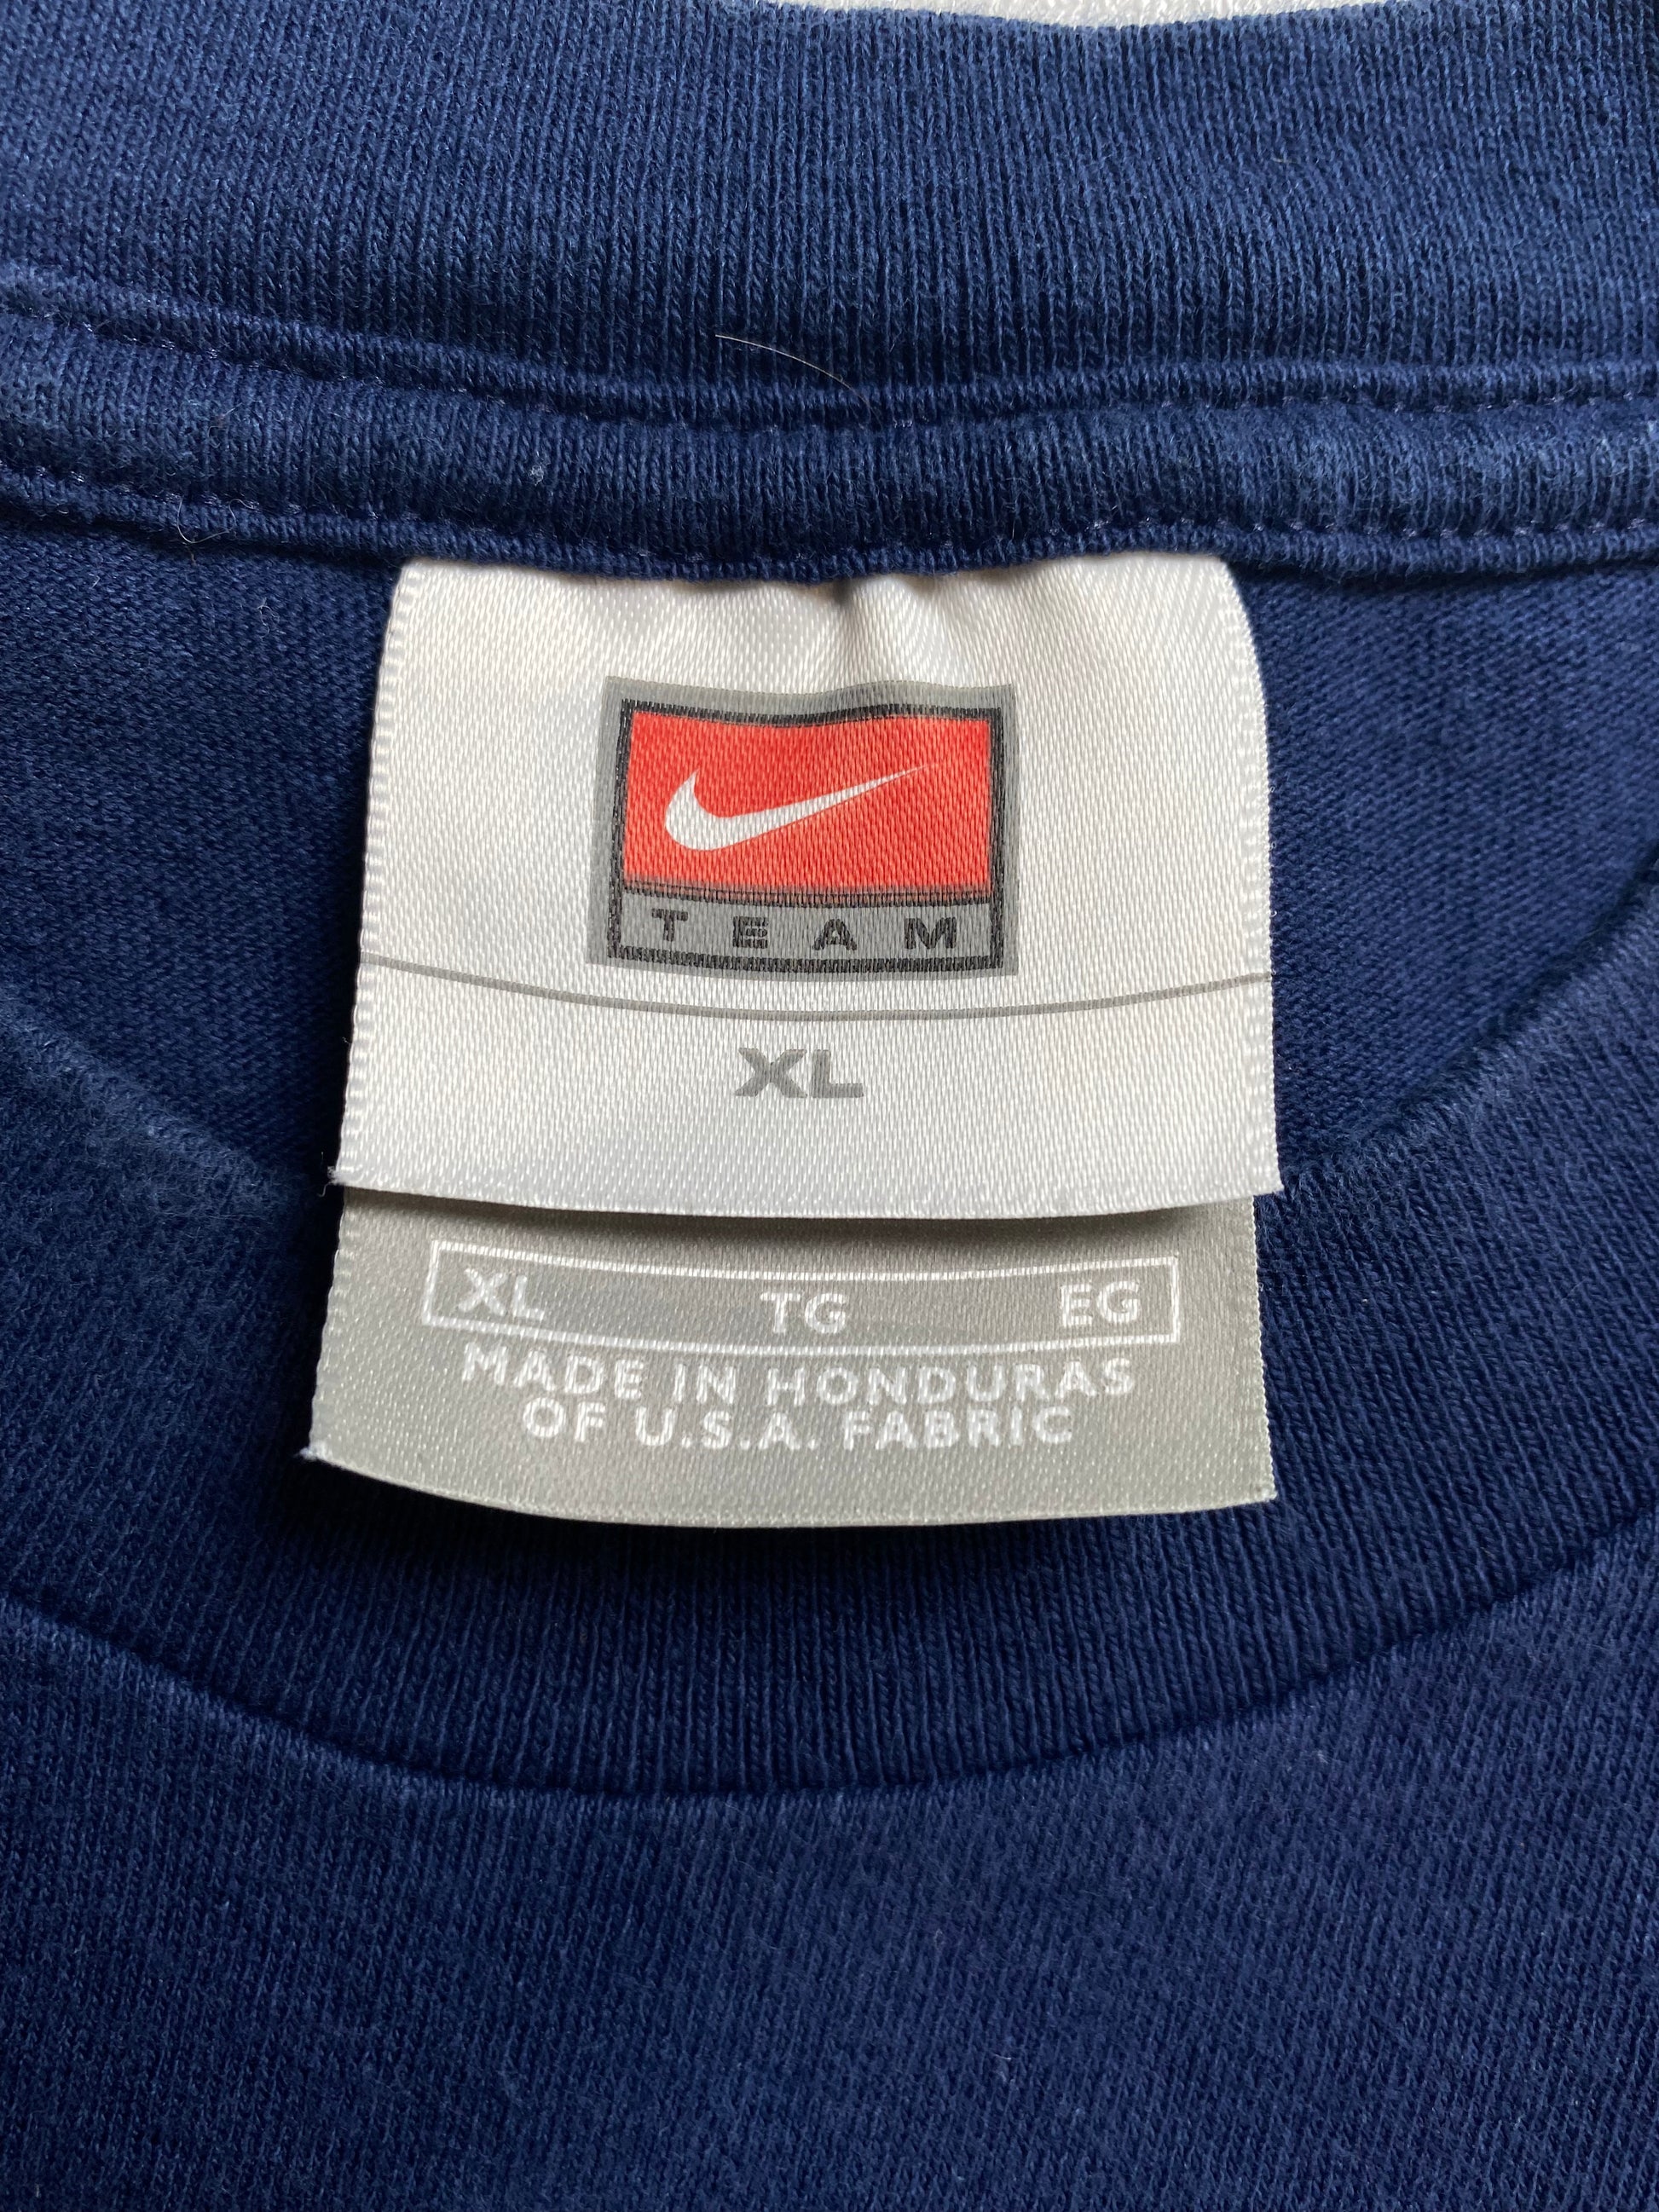 TEAM
XL
XL TG EG
MADE IN HONDURAS
OF U.S.A. FABRIC